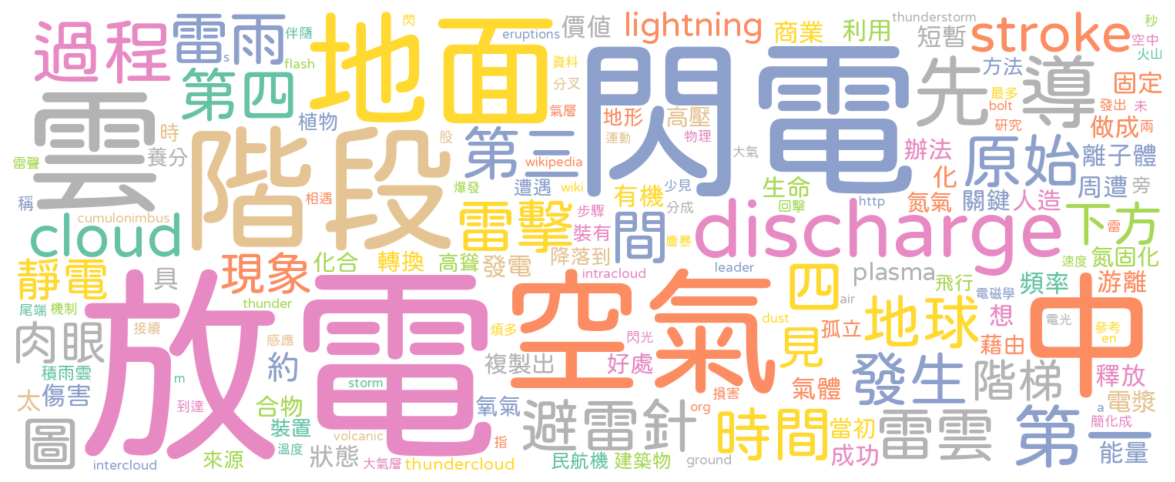 過程
雷雨
s
伴隨
閃
地面
eruptions
價值
lightning
商業
利用
thunderstorm
短暫
stroke
秒
空中
火山
flash
第四
植物
資料
分叉
氣層
閃電
先導
方法
最多
bolt
研究
固定
發出
未
做成
兩
雲
時
養分
雷聲
稱
階段
股
第三
wikipedia
地形
高壓
運動
物理
大氣
辦法
化
原始
離子體
周遭
旁
相遇
爆發
遭遇
wiki
有機
少見
分成
生命
回擊
http
氮氣
關鍵
人造
雷
下方
cumulonimbus
cloud
雷擊
步驟
裝有
間
塵暴
discharge
速度
氮固化
靜電
具
現象
化合
轉換
高聳
發電
降落到
intracloud
leader
plasma
飛行
電磁學
頻率
游離
尾端
機制
thunder
放電
空氣
四
air
地球
想
中
肉眼
接續
感應
頻多
閃光
dust
見
孤立
藉由
電光
參考
en
積雨雲
m
約
storm
複製出
好處
損害
氣體
發生
階梯
釋放
太
傷害
到達
合物
氧氣
避雷針
org
時間
當初
雷雲
第一
a
電漿
簡化成
圖
裝置
溫度
volcanic
指
intercloud
來源
狀態
大氣層
thundercloud
民航機
建築物
ground
成功
能量